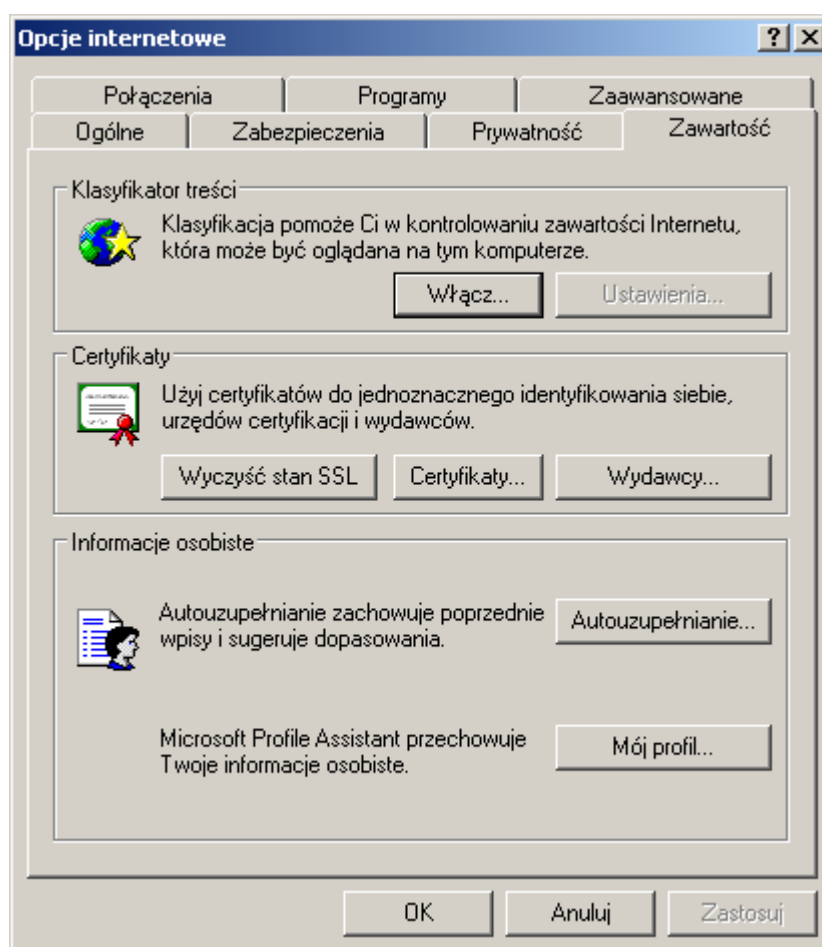 Opcje internetowe
Połączenia Programy Zaawansowane
Ogólne Zabezpieczenia Prywatność Zawartość
Klasyfikator treści
Klasyfikacja pomoże Ci w kontrolowaniu zawartości Internetu,
która może być oglądana na tym komputerze.
Włącz... Ustawienia...
Certyfikaty
Użyj certyfikatów do jednoznacznego identyfikowania siebie,
urzędów certyfikacji i wydawców.
Wyczyść stan SSL Certyfikaty... Wydawcy...
Informacje osobiste
Autouzupełnianie zachowuje poprzednie
wpisy i sugeruje dopasowania.
Autouzupełnianie...
Microsoft Profile Assistant przechowuje
Twoje informacje osobiste.
Mój profil...
OK Anuluj Zastosuj